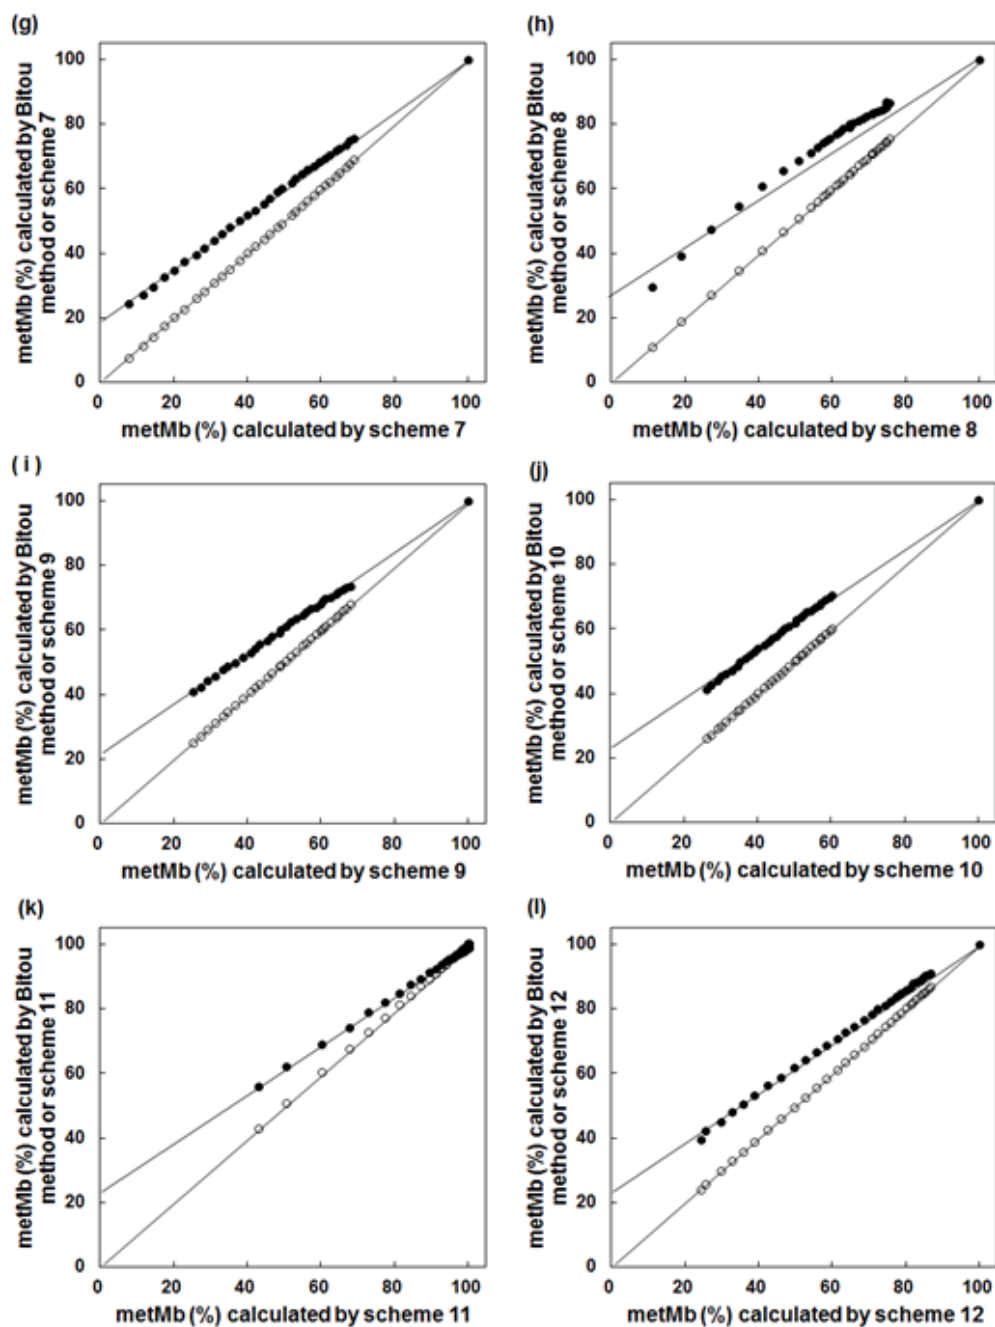 (g)
metMb (%) calculated by Bitou
method or scheme 7
100
80
60
40
20
0
0 20 40 60 80 100
metMb (%) calculated by scheme 7
(h)
metMb (%) calculated by Bitou
method or scheme 8
100
80
60
40
20
0
0 20 40 60 80 100
metMb (%) calculated by scheme 8
( i )
metMb (%) calculated by Bitou
method or scheme 9
100
80
60
40
20
0
0 20 40 60 80 100
metMb (%) calculated by scheme 9
(j)
metMb (%) calculated by Bitou
method or scheme 10
100
80
60
40
20
0
0 20 40 60 80 100
metMb (%) calculated by scheme 10
(k)
metMb (%) calculated by Bitou
method or scheme 11
100
80
60
40
20
0
0 20 40 60 80 100
metMb (%) calculated by scheme 11
(l)
metMb (%) calculated by Bitou
method or scheme 12
100
80
60
40
20
0
0 20 40 60 80 100
metMb (%) calculated by scheme 12